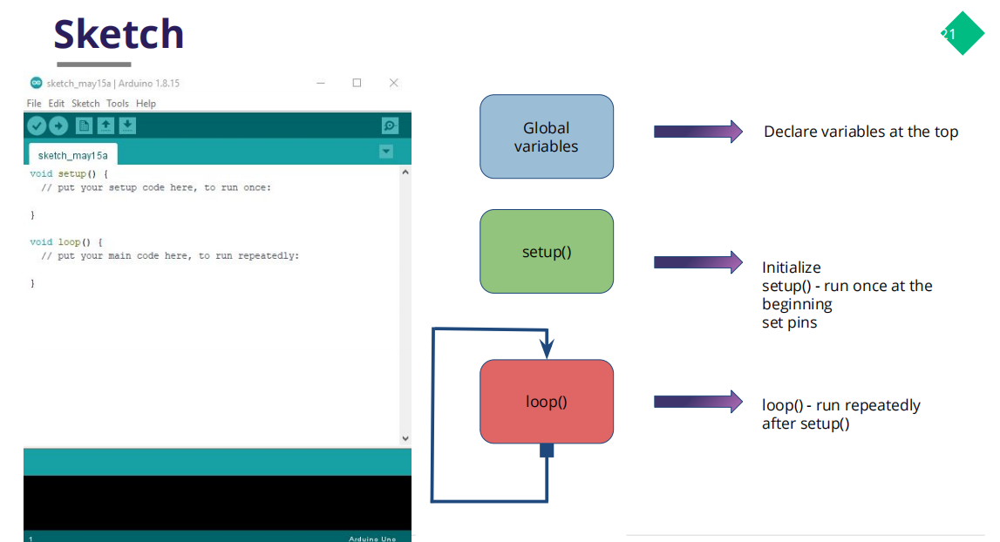 Sketch
21
sketch_may15a | Arduino 1.8.15
File Edit Sketch Tools Help
sketch_may15a
void setup() {
// put your setup code here, to run once:
}
void loop() {
// put your main code here, to run repeatedly:
}
1
Arduino Uno
Global
variables
Declare variables at the top
setup()
Initialize
setup() - run once at the
beginning
set pins
loop()
loop() - run repeatedly
after setup()